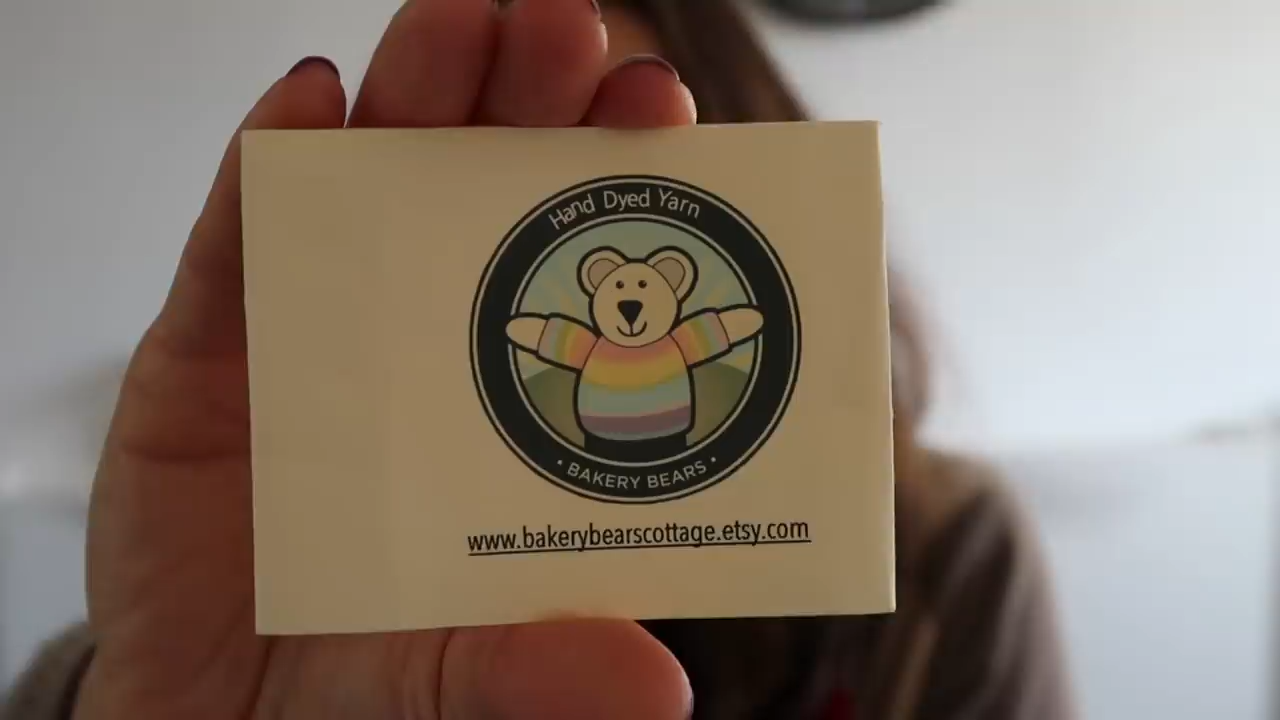 Hand Dyed Yarn
• BAKERY BEARS •
www.bakerybearscottage.etsy.com